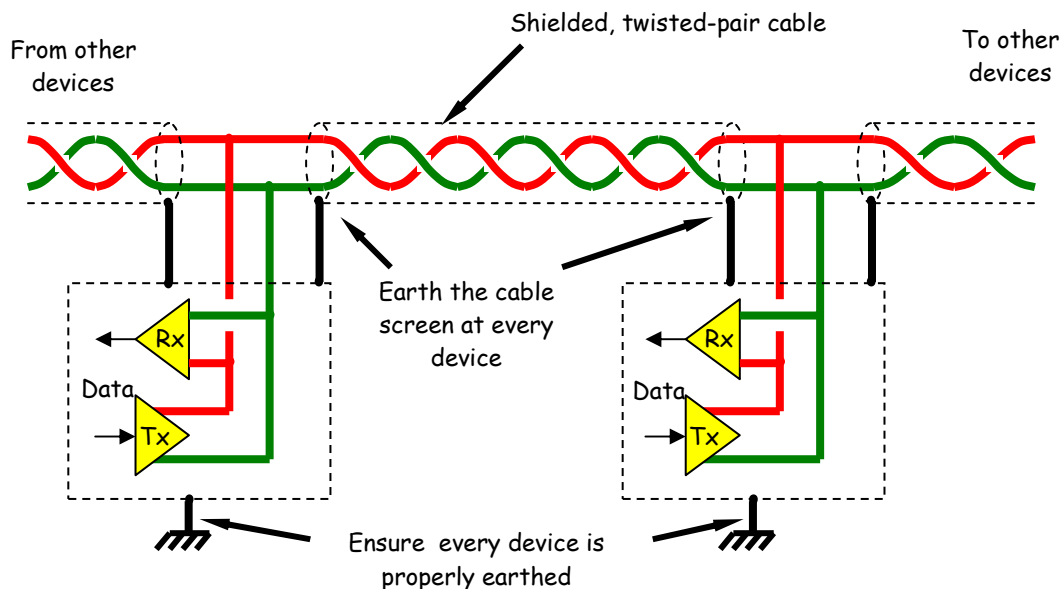 Shielded, twisted-pair cable
From other
devices
To other
devices
Earth the cable
screen at every
device
Rx
Data
Tx
Rx
Data
Tx
Ensure every device is
properly earthed